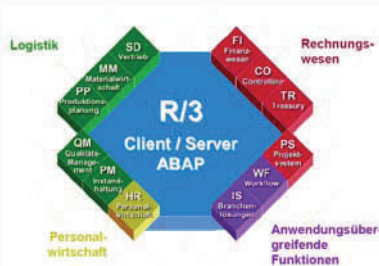 Logistik
Rechnungs-
wesen
SD
Vertrieb
MM
Materialwirt-
schaft
PP
Produktions-
planung
QM
Qualitäts-
Manage-
ment
PM
Instand-
haltung
HR
Personal-
wirtschaft
FI
Finanz-
wesen
CO
Controlling
TR
Treasury
PS
Projekt-
system
WF
Workflow
IS
Branchen-
lösungen
R/3
Client / Server
ABAP
Personal-
wirtschaft
Anwendungsüber-
greifende
Funktionen